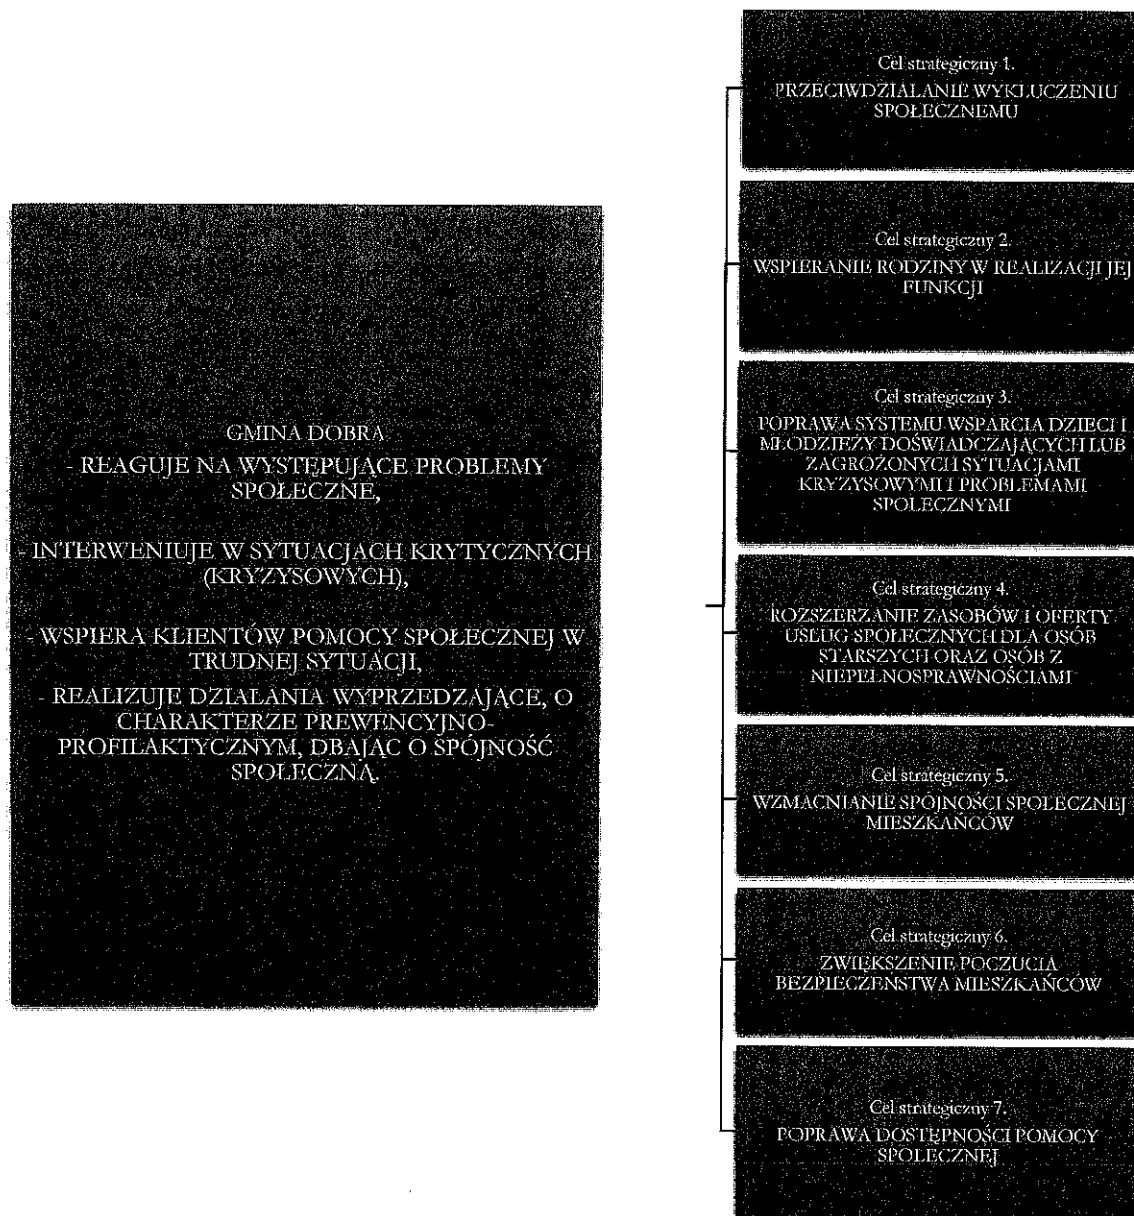 GMINA DOBRA
- REAGUJE NA WYSTĘPUJĄCE PROBLEMY
SPOŁECZNE,
- INTERWENIUJE W SYTUACJACH KRYTYCZNYCH
(KRYZYSOWYCH),
- WSPIERA KLIENTÓW POMOCY SPOŁECZNEJ W
TRUDNEJ SYTUACJI,
- REALIZUJE DZIAŁANIA WYPRZEDZAJĄCE, O
CHARAKTERZE PREWENCYJNO-
PROFILAKTYCZNYM, DBAJĄC O SPÓJNOŚĆ
SPOŁECZNĄ.
Cel strategiczny 1.
PRZECIWDZIAŁANIE WYKLUCZENIU
SPOŁECZNEMU
Cel strategiczny 2.
WSPIERANIE RODZINY W REALIZACJI JEJ
FUNKCJI
Cel strategiczny 3.
POPRAWA SYSTEMU WSPARCIA DZIECI I
MŁODZIEŻY DOŚWIADCZAJĄCYCH LUB
ZAGROŻONYCH SYTUACJAMI
KRYZYSOWYMI I PROBLEMAMI
SPOŁECZNYMI
Cel strategiczny 4.
ROZSZERZANIE ZASOBÓW I OFERTY
USŁUG SPOŁECZNYCH DLA OSÓB
STARSZYCH ORAZ OSÓB Z
NIEPEŁNOSPRAWNOŚCIAMI
Cel strategiczny 5.
WZMACNIANIE SPÓJNOŚCI SPOŁECZNEJ
MIESZKAŃCÓW
Cel strategiczny 6.
ZWIĘKSZENIE POCZUCIA
BEZPIECZEŃSTWA MIESZKAŃCÓW
Cel strategiczny 7.
POPRAWA DOSTĘPNOŚCI POMOCY
SPOŁECZNEJ